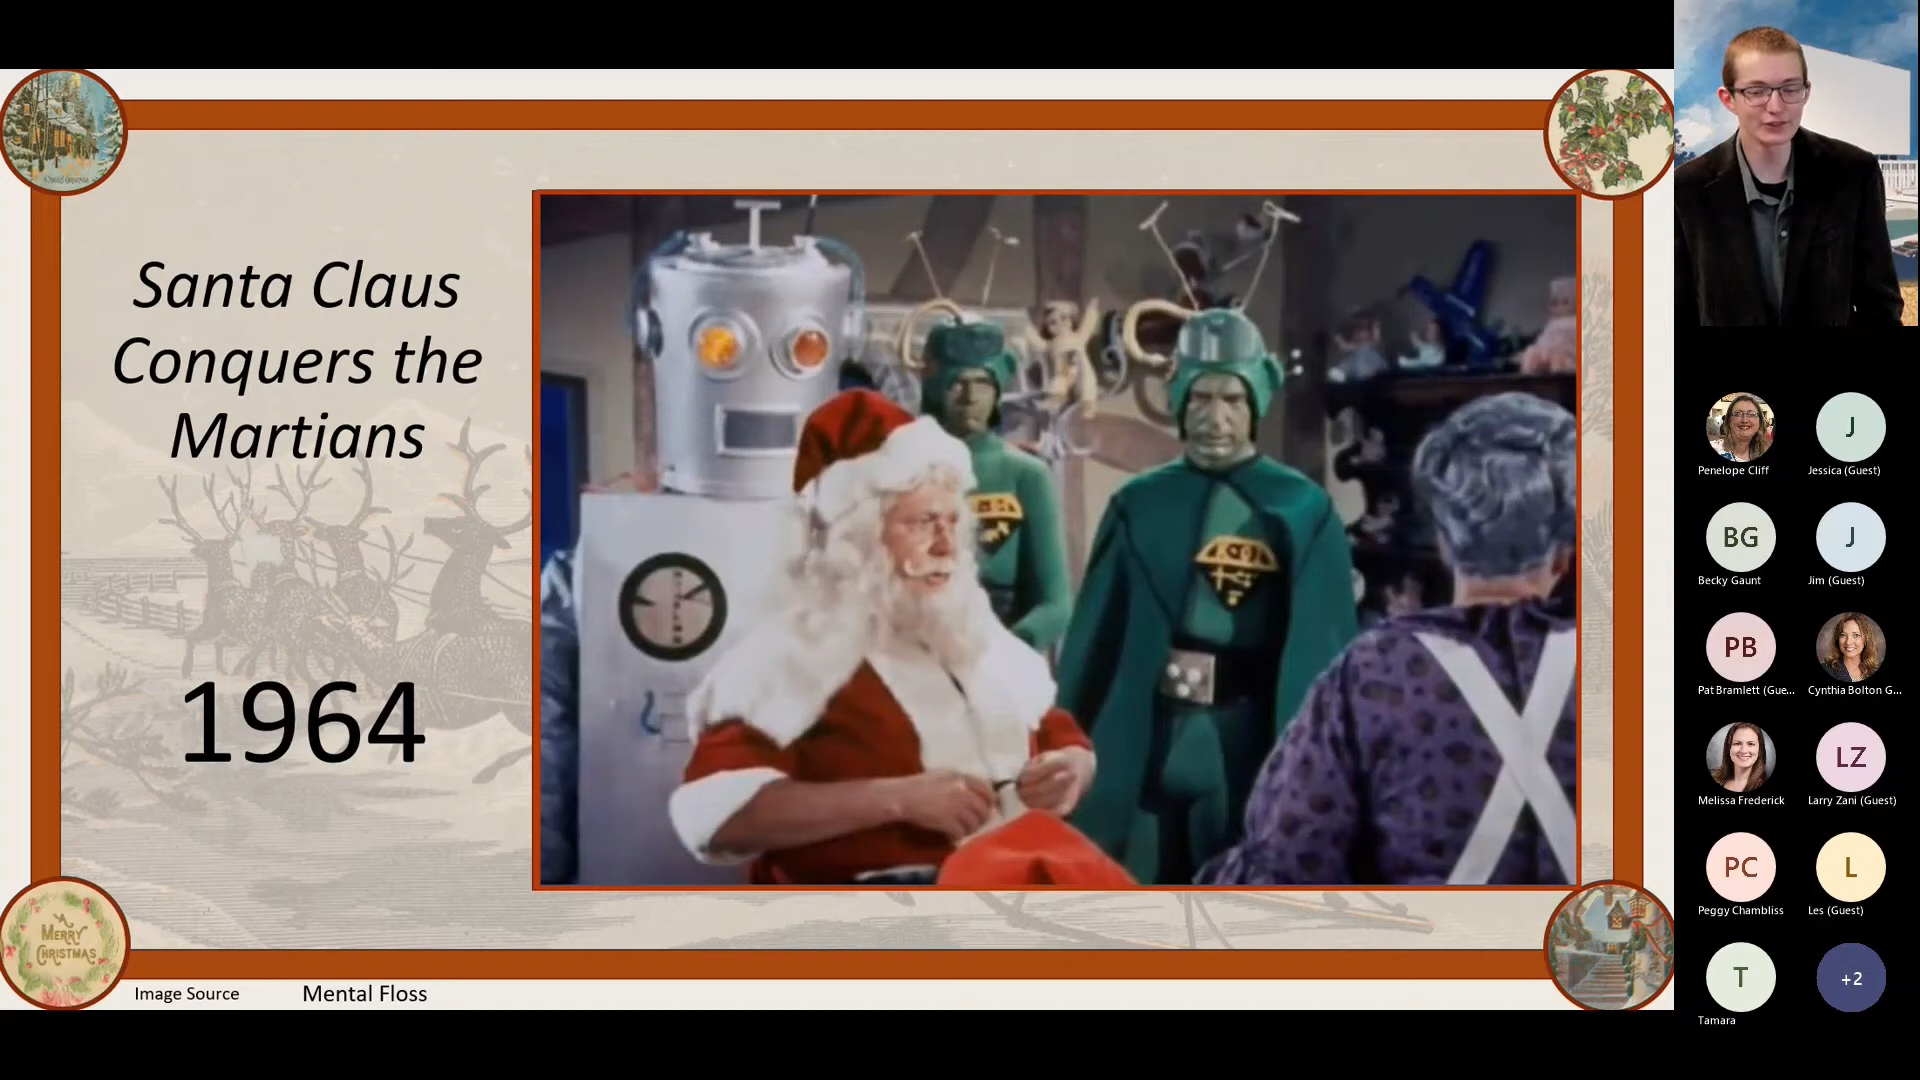 Santa Claus
Conquers the
Martians
1964
A
MERRY
CHRISTMAS
Image Source
Mental Floss
Penelope Cliff
J
Jessica (Guest)
BG
Becky Gaunt
J
Jim (Guest)
PB
Pat Bramlett (Gue...
Cynthia Bolton G...
Melissa Frederick
LZ
Larry Zani (Guest)
PC
Peggy Chambliss
L
Les (Guest)
T
Tamara
+2